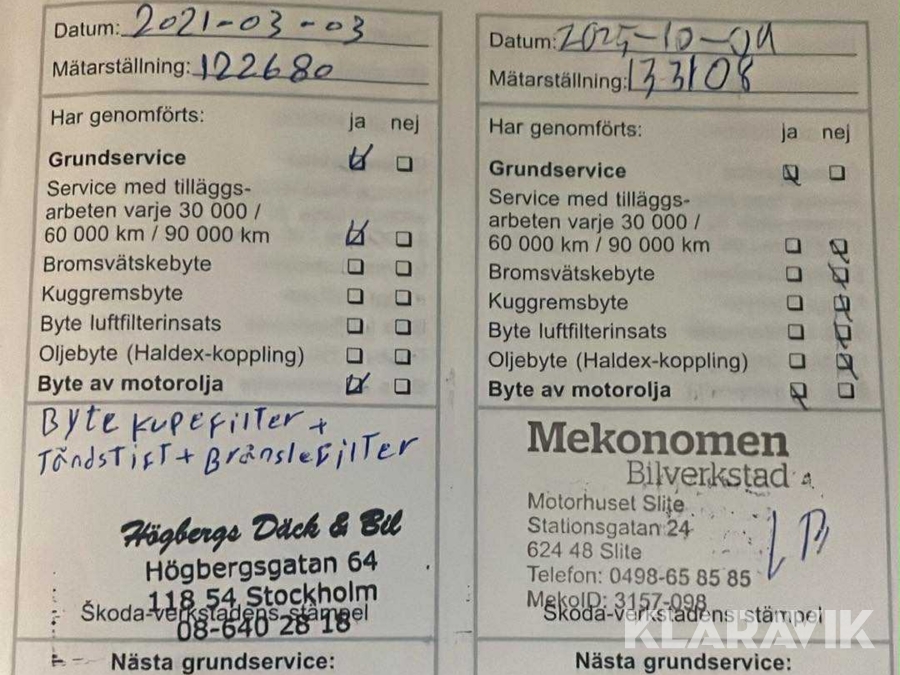 Datum: 2021-03-03
Mätarställning: 122680
Har genomförts:
ja nej
Grundservice
Service med tilläggs-
arbeten varje 30 000 /
60 000 km / 90 000 km
Bromsvätskebyte
Kuggremsbyte
Byte luftfilterinsats
Oljebyte (Haldex-koppling)
Byte av motorolja
Byte kupefilter +
Tändstift + Bränslefilter
Högbergs Däck & Bil
Högbergsgatan 64
118 54 Stockholm
Škoda-verkstadens stämpel
08-640 28 18
Nästa grundservice:
Datum: 2025-10-09
Mätarställning: 133108
Har genomförts:
ja nej
Grundservice
Service med tilläggs-
arbeten varje 30 000 /
60 000 km / 90 000 km
Bromsvätskebyte
Kuggremsbyte
Byte luftfilterinsats
Oljebyte (Haldex-koppling)
Byte av motorolja
Mekonomen
Bilverkstad
Motorhuset Slite
Stationsgatan 24
624 48 Slite
Telefon: 0498-65 85 85
MekoID: 3157-098
Škoda-verkstadens stämpel
KLARAVIK
Nästa grundservice: